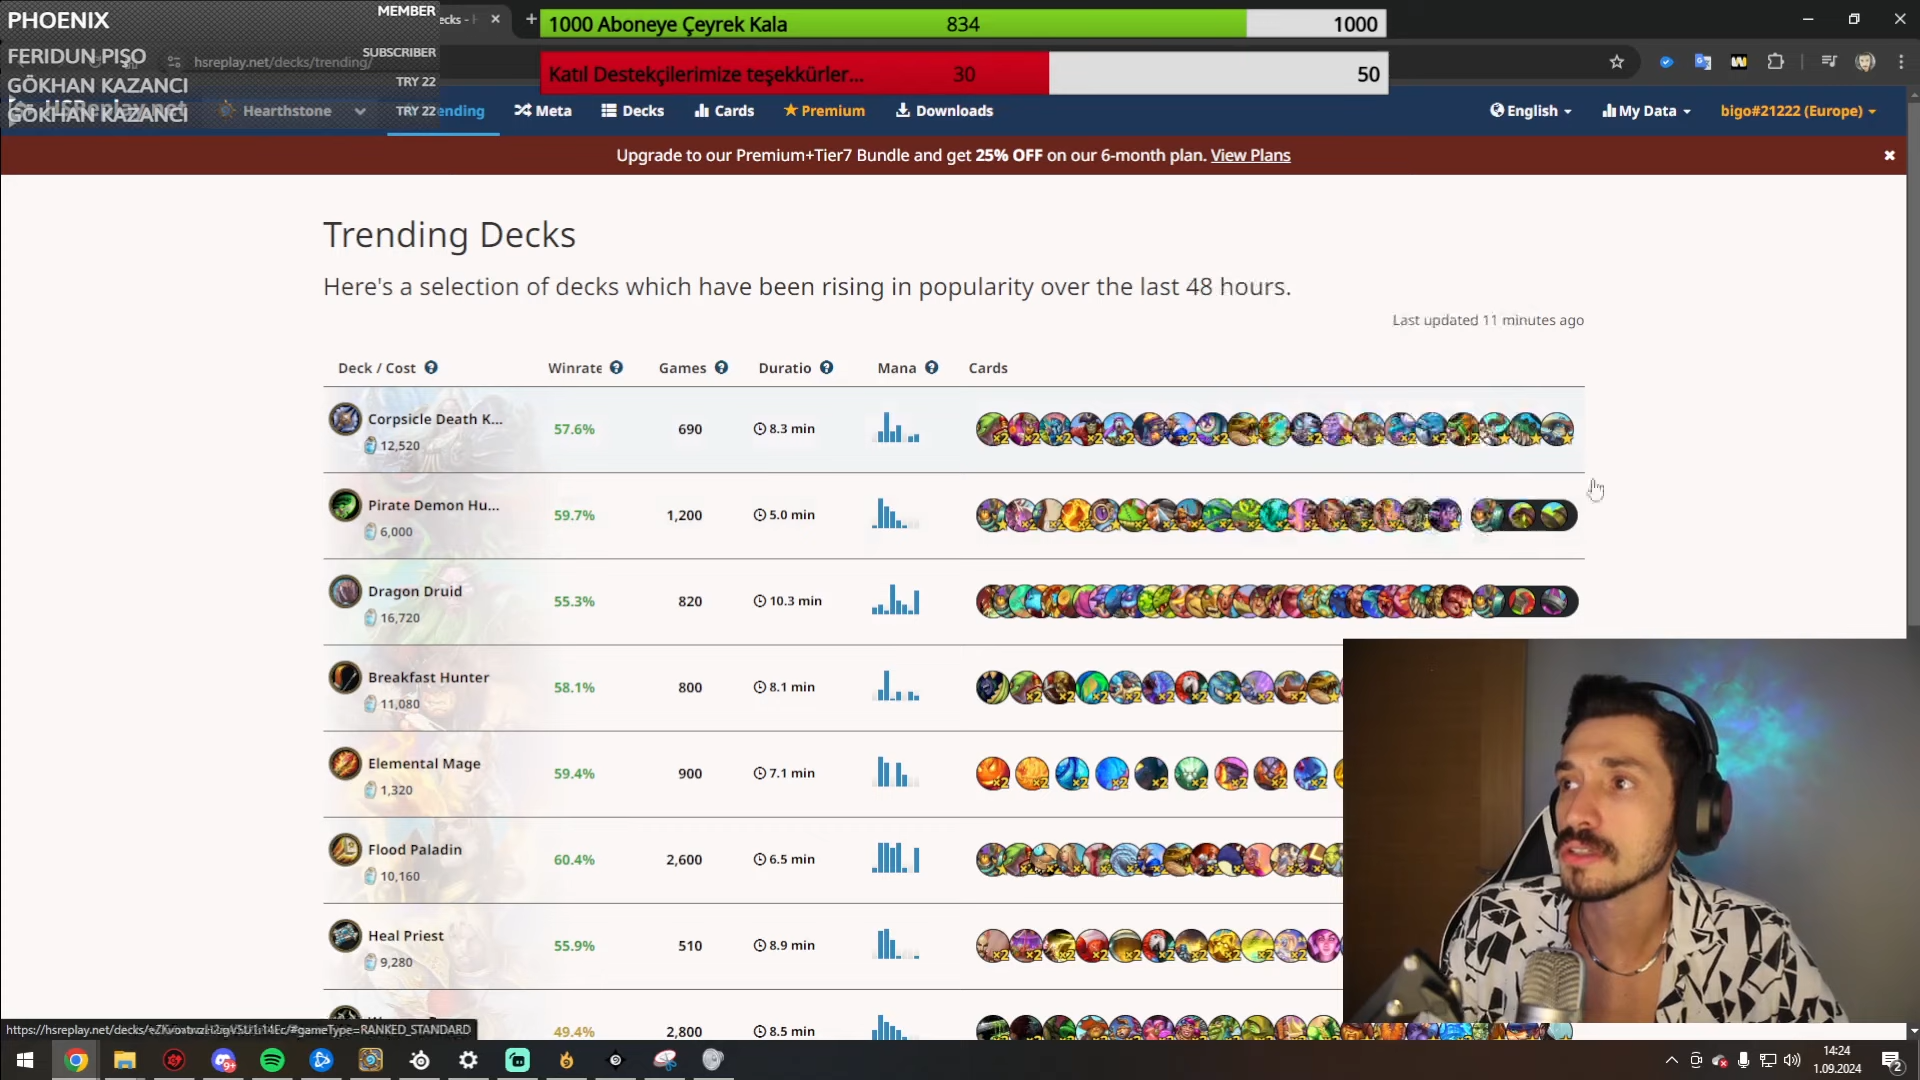 PHOENIX
MEMBER
FERIDUN PIŞO
SUBSCRIBER
GÖKHAN KAZANCI
TRY 22
GÖKHAN KAZANCI
TRY 22
ecks -
1000 Aboneye Çeyrek Kala 834 1000
hsreplay.net/decks/trending/
Katıl Destekçilerimize teşekkürler... 30 50
HSReplay.net Hearthstone ending Meta Decks Cards Premium Downloads English My Data bigo#21222 (Europe)
Upgrade to our Premium+Tier7 Bundle and get 25% OFF on our 6-month plan. View Plans
Trending Decks
Here's a selection of decks which have been rising in popularity over the last 48 hours.
Last updated 11 minutes ago
Deck / Cost Winrate Games Duratio Mana Cards
Corpsicle Death K... 57.6% 690 8.3 min
12,520
Pirate Demon Hu... 59.7% 1,200 5.0 min
6,000
Dragon Druid 55.3% 820 10.3 min
16,720
Breakfast Hunter 58.1% 800 8.1 min
11,080
Elemental Mage 59.4% 900 7.1 min
1,320
Flood Paladin 60.4% 2,600 6.5 min
10,160
Heal Priest 55.9% 510 8.9 min
9,280
49.4% 2,800 8.5 min
14:24
1.09.2024